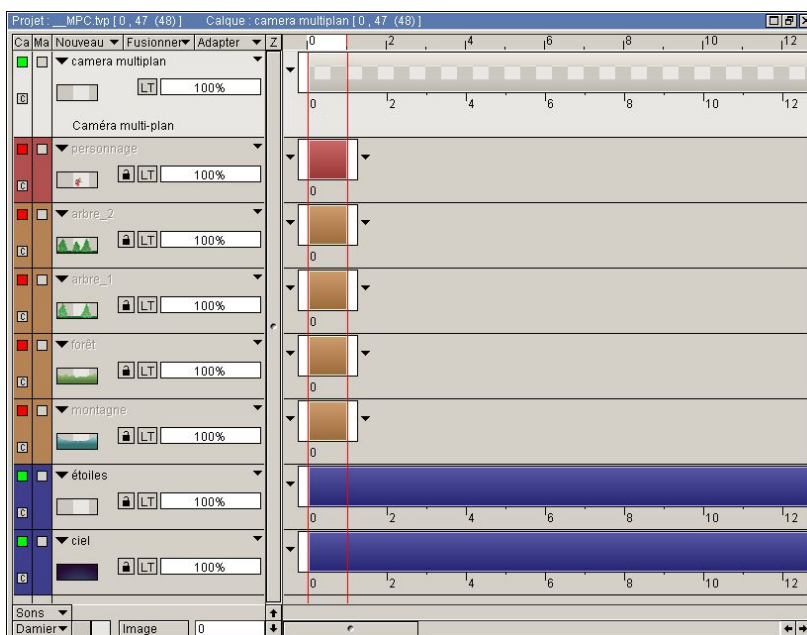 Projet : __MPC.tvp [ 0 , 47 (48) ] Calque : camera multiplan [ 0 , 47 (48) ]
Ca Ma Nouveau Fusionner Adapter Z 0 2 4 6 8 10 12
camera multiplan
LT 100%
C 0 2 4 6 8 10 12
Caméra multi-plan
personnage
LT 100%
C 0
arbre_2
LT 100%
C 0
arbre_1
LT 100%
C 0
forêt
LT 100%
C 0
montagne
LT 100%
C 0
étoiles
LT 100%
C 0 2 4 6 8 10 12
ciel
LT 100%
C 0 2 4 6 8 10 12
Sons
Damier Image 0